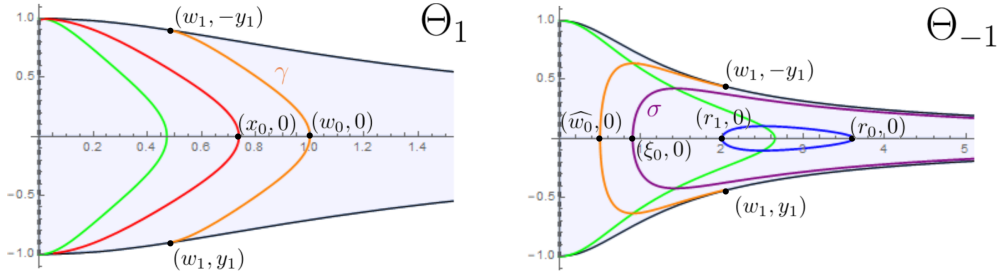 Θ₁
(w₁, −y₁)
γ
(x₀, 0)
(w₀, 0)
(w₁, y₁)
1.0
0.5
−0.5
−1.0
0.2
0.4
0.6
0.8
1.0
1.2
1.4
Θ₋₁
(w₁, −y₁)
σ
(ŵ₀, 0)
(r₁, 0)
(r₀, 0)
(ξ₀, 0)
(w₁, y₁)
1.0
0.5
−0.5
−1.0
2
3
4
5